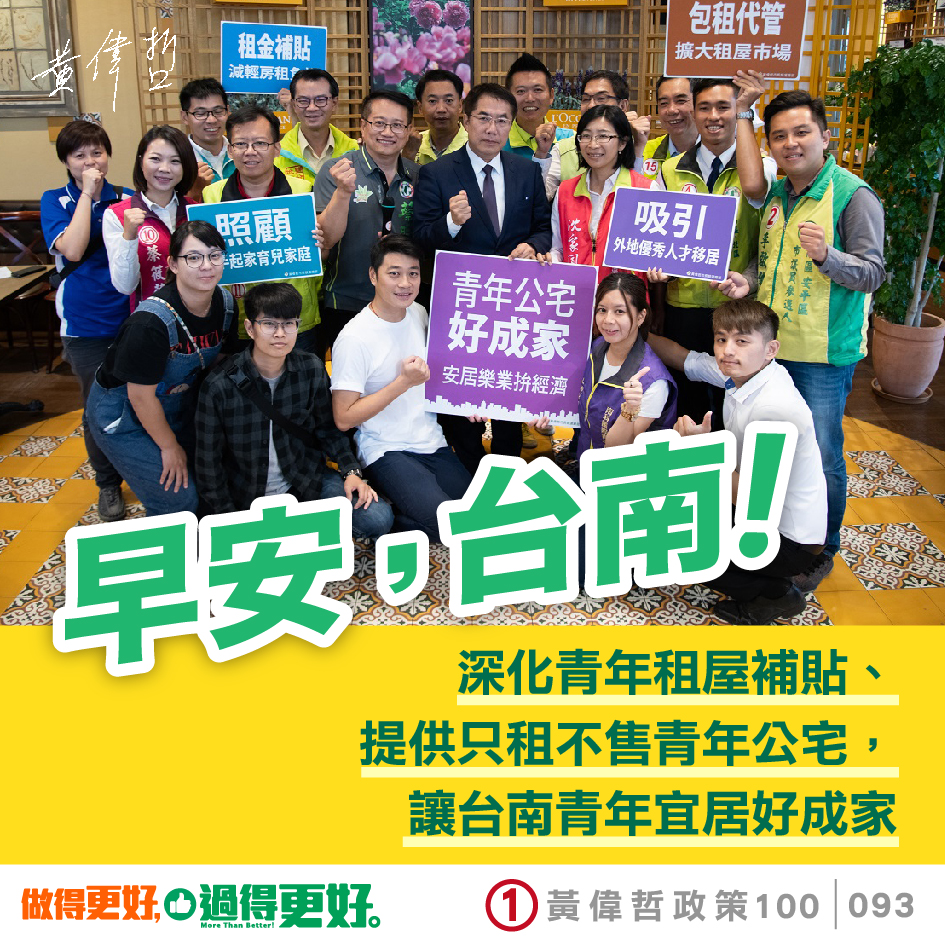 黃偉哲
租金補貼
減輕房租
包租代管
擴大租屋市場
15
照顧
起家育兒家庭
吸引
外地優秀人才移居
10
1
2
青年公宅
好成家
安居樂業拚經濟
早安,台南!
深化青年租屋補貼、
提供只租不售青年公宅,
讓台南青年宜居好成家
做得更好,過得更好。
More Than Better!
1 黃偉哲政策100 | 093